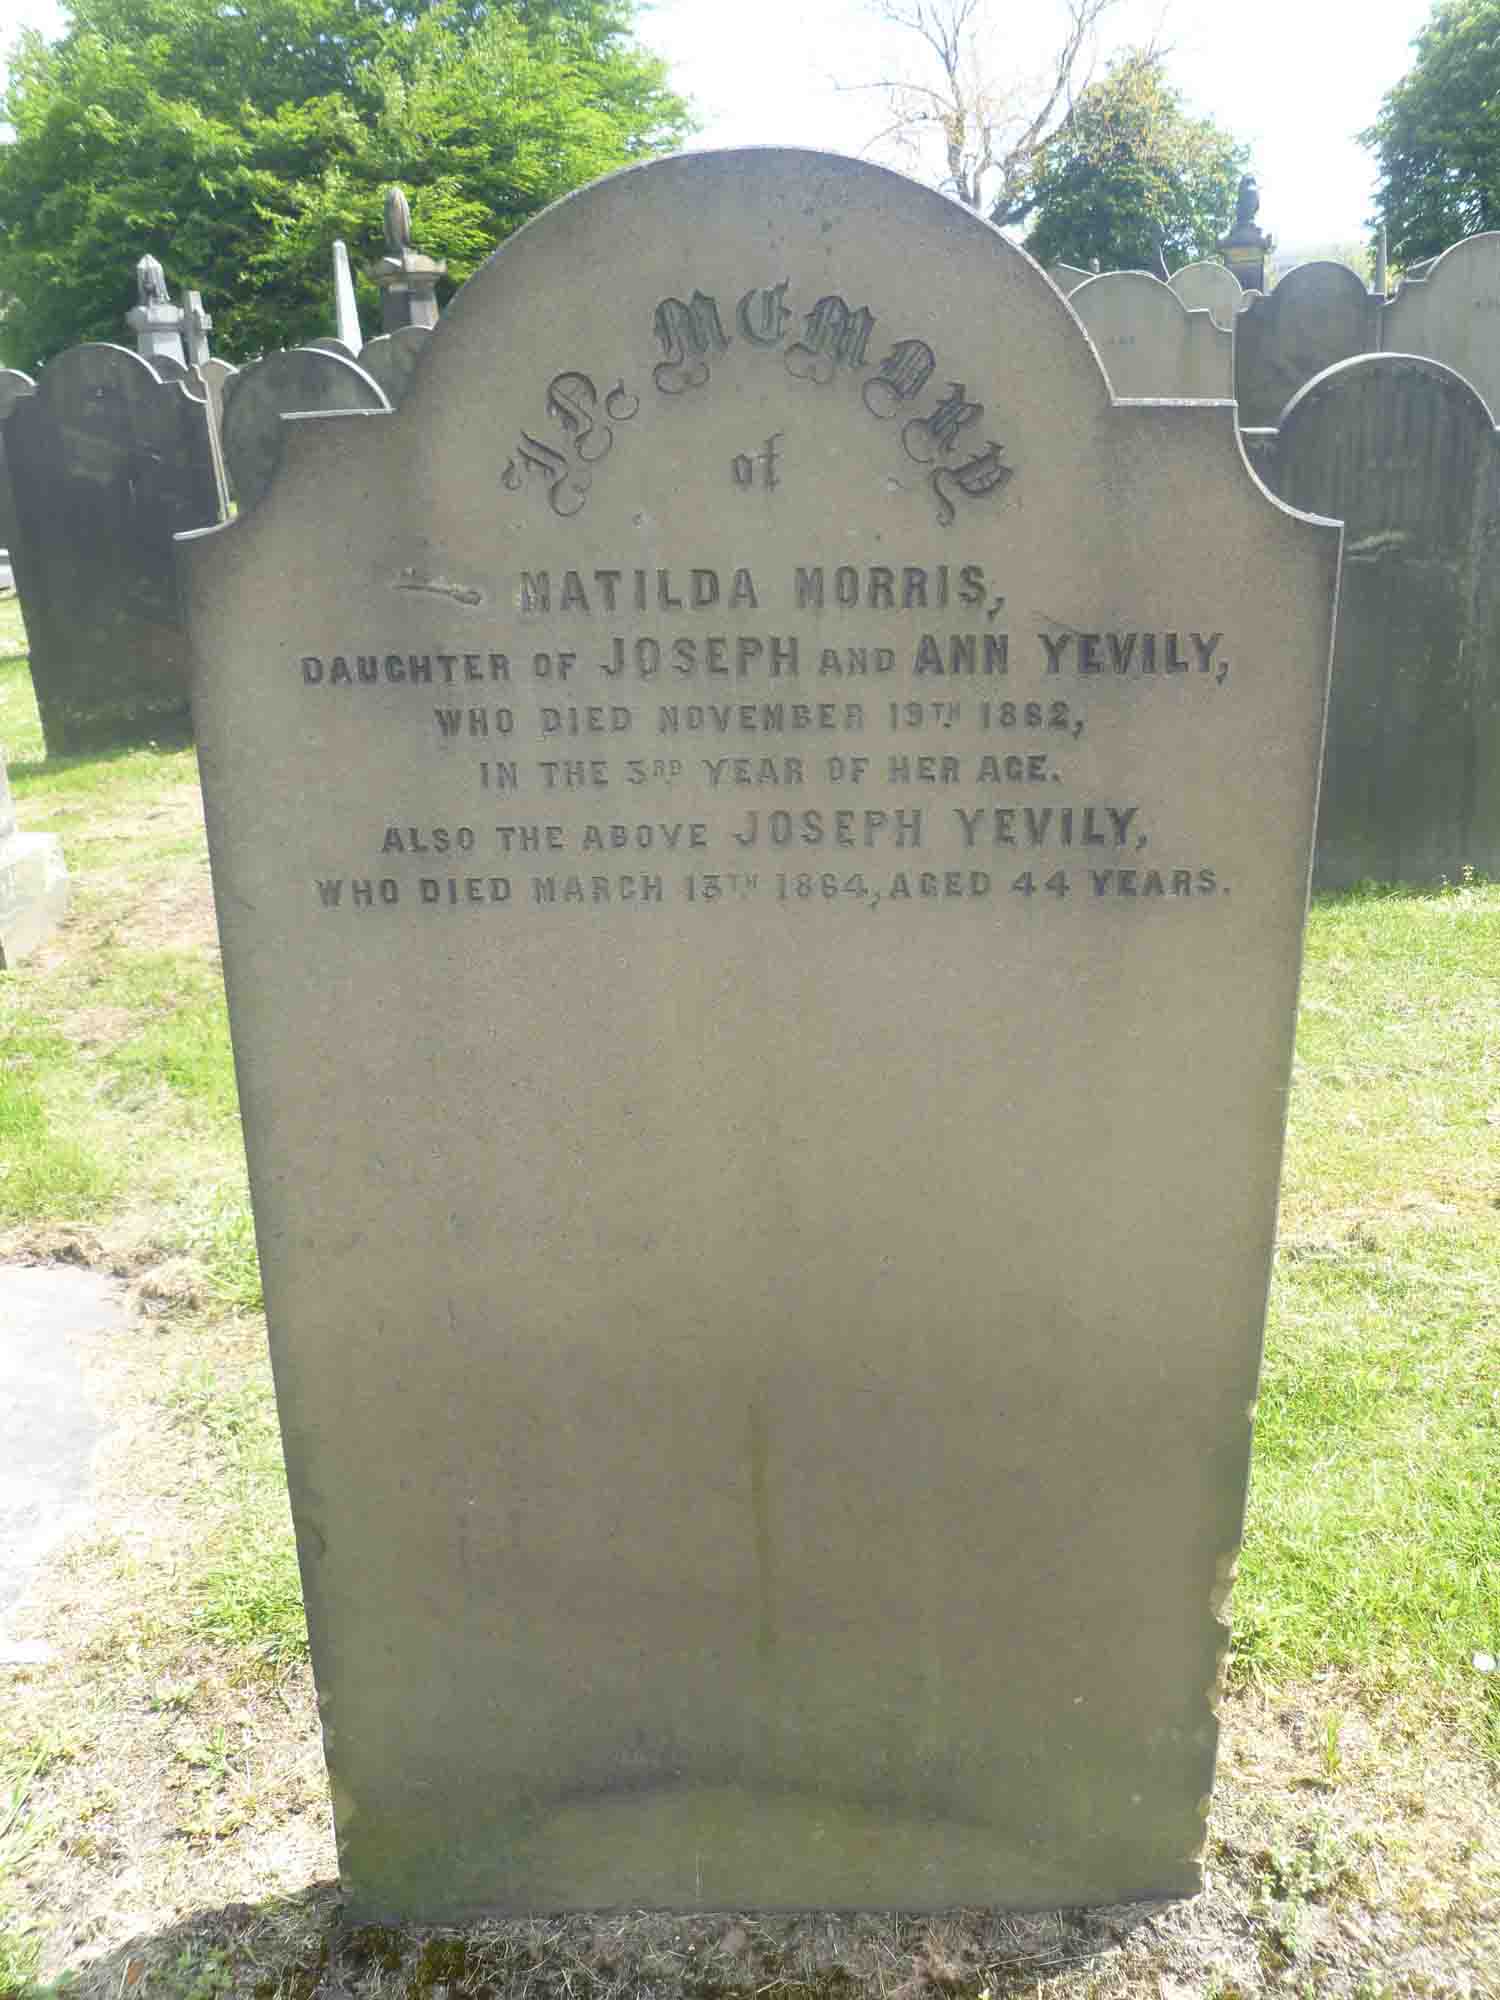 In Memory
of
MATILDA MORRIS,
DAUGHTER OF JOSEPH AND ANN YEVILY,
WHO DIED NOVEMBER 19TH 1862,
IN THE 3RD YEAR OF HER AGE.
ALSO THE ABOVE JOSEPH YEVILY,
WHO DIED MARCH 13TH 1864, AGED 44 YEARS.